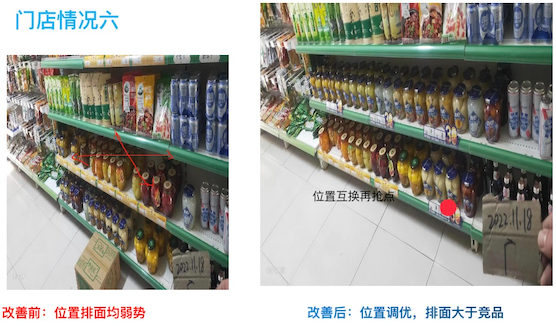 门店情况六
位置互换再抢点
2022.11.18
2022.11.18
改善前：位置排面均弱势
改善后：位置调优，排面大于竞品